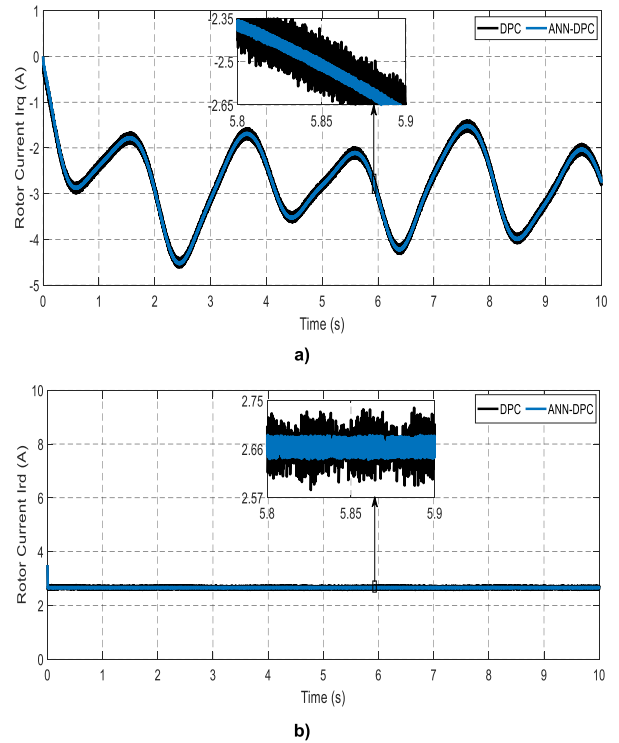 1
0
-1
-2
-3
-4
-5
Rotor Current Irq (A)
-2.35
-2.5
-2.65
5.8 5.85 5.9
DPC ANN-DPC
0 1 2 3 4 5 6 7 8 9 10
Time (s)
a)
10
8
6
4
2
0
Rotor Current Ird (A)
2.75
2.66
2.57
5.8 5.85 5.9
DPC ANN-DPC
0 1 2 3 4 5 6 7 8 9 10
Time (s)
b)